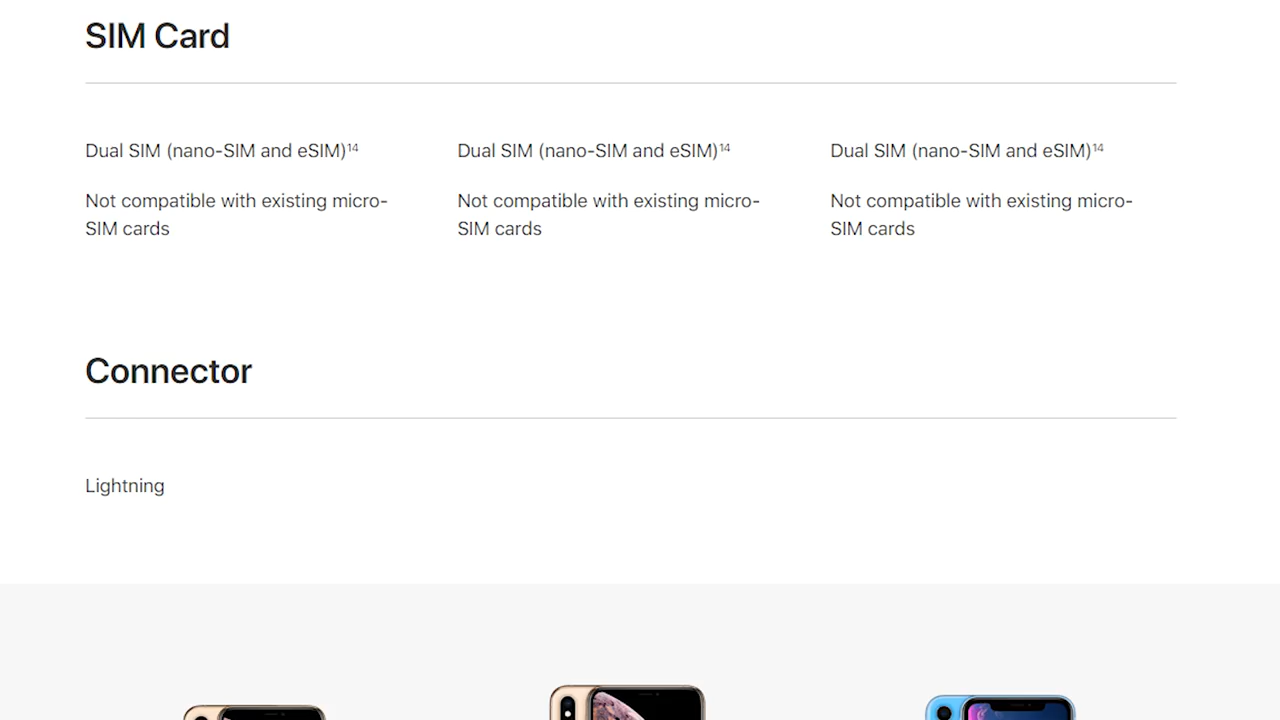 SIM Card
Dual SIM (nano-SIM and eSIM)¹⁴
Not compatible with existing micro-
SIM cards
Dual SIM (nano-SIM and eSIM)¹⁴
Not compatible with existing micro-
SIM cards
Dual SIM (nano-SIM and eSIM)¹⁴
Not compatible with existing micro-
SIM cards
Connector
Lightning